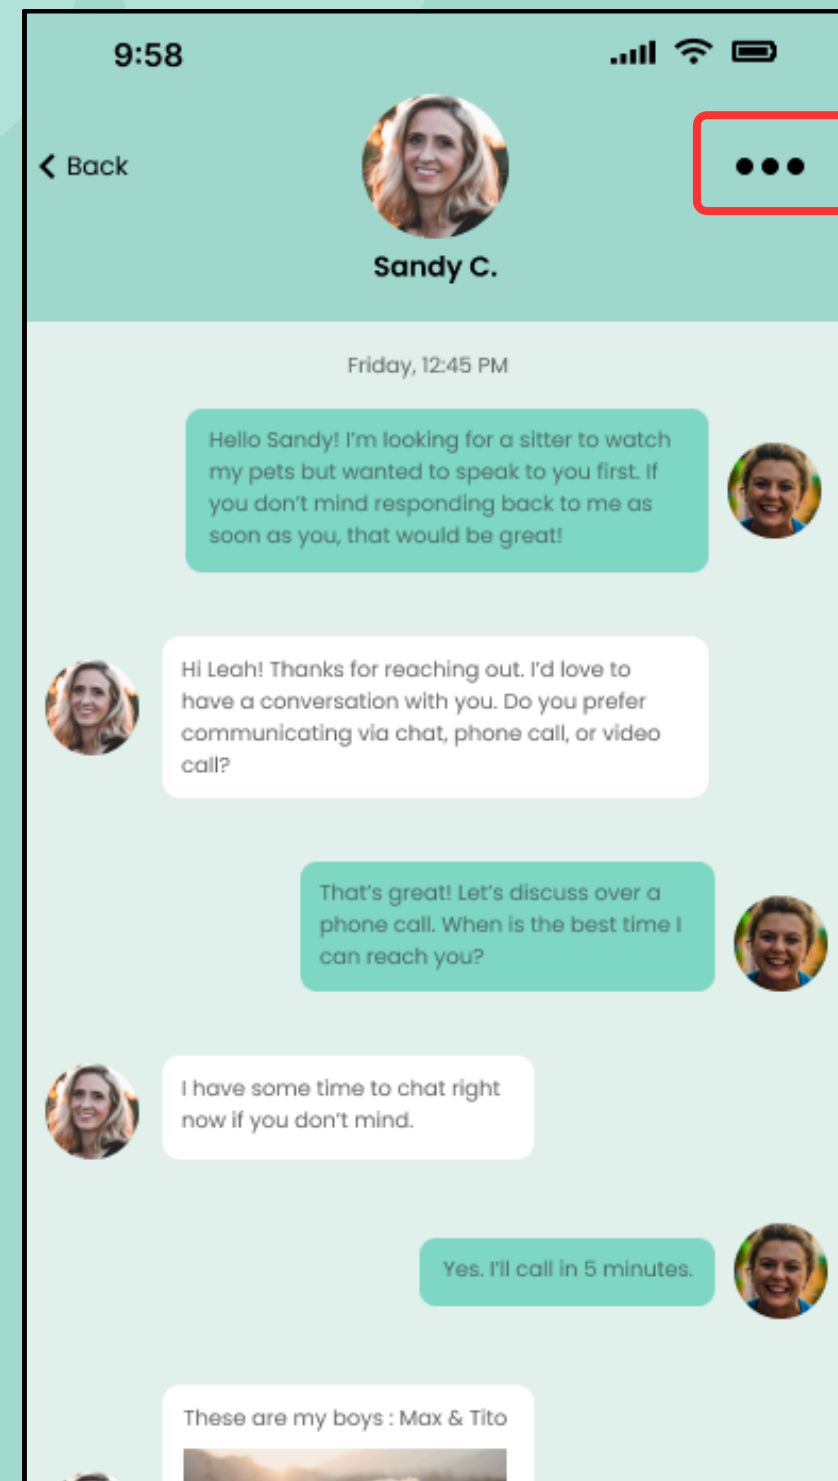 9:58
Back
Sandy C.
Friday, 12:45 PM
Hello Sandy! I'm looking for a sitter to watch
my pets but wanted to speak to you first. If
you don't mind responding back to me as
soon as you, that would be great!
Hi Leah! Thanks for reaching out. I'd love to
have a conversation with you. Do you prefer
communicating via chat, phone call, or video
call?
That's great! Let's discuss over a
phone call. When is the best time I
can reach you?
I have some time to chat right
now if you don't mind.
Yes. I'll call in 5 minutes.
These are my boys : Max & Tito